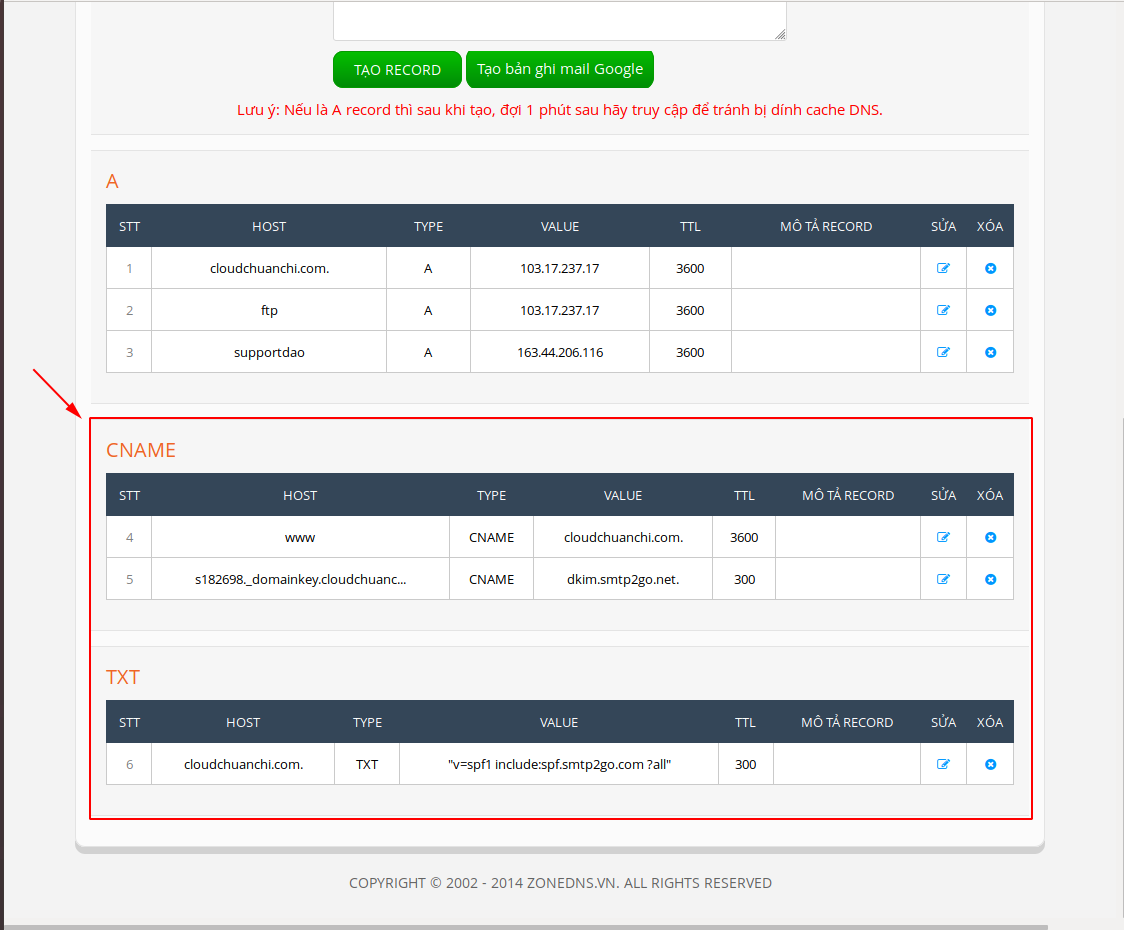 TẠO RECORD Tạo bản ghi mail Google
Lưu ý: Nếu là A record thì sau khi tạo, đợi 1 phút sau hãy truy cập để tránh bị dính cache DNS.
A
STT HOST TYPE VALUE TTL MÔ TẢ RECORD SỬA XÓA
1 cloudchuanchi.com. A 103.17.237.17 3600
2 ftp A 103.17.237.17 3600
3 supportdao A 163.44.206.116 3600
CNAME
STT HOST TYPE VALUE TTL MÔ TẢ RECORD SỬA XÓA
4 www CNAME cloudchuanchi.com. 3600
5 s182698._domainkey.cloudchuanc... CNAME dkim.smtp2go.net. 300
TXT
STT HOST TYPE VALUE TTL MÔ TẢ RECORD SỬA XÓA
6 cloudchuanchi.com. TXT "v=spf1 include:spf.smtp2go.com ?all" 300
COPYRIGHT © 2002 - 2014 ZONEDNS.VN. ALL RIGHTS RESERVED